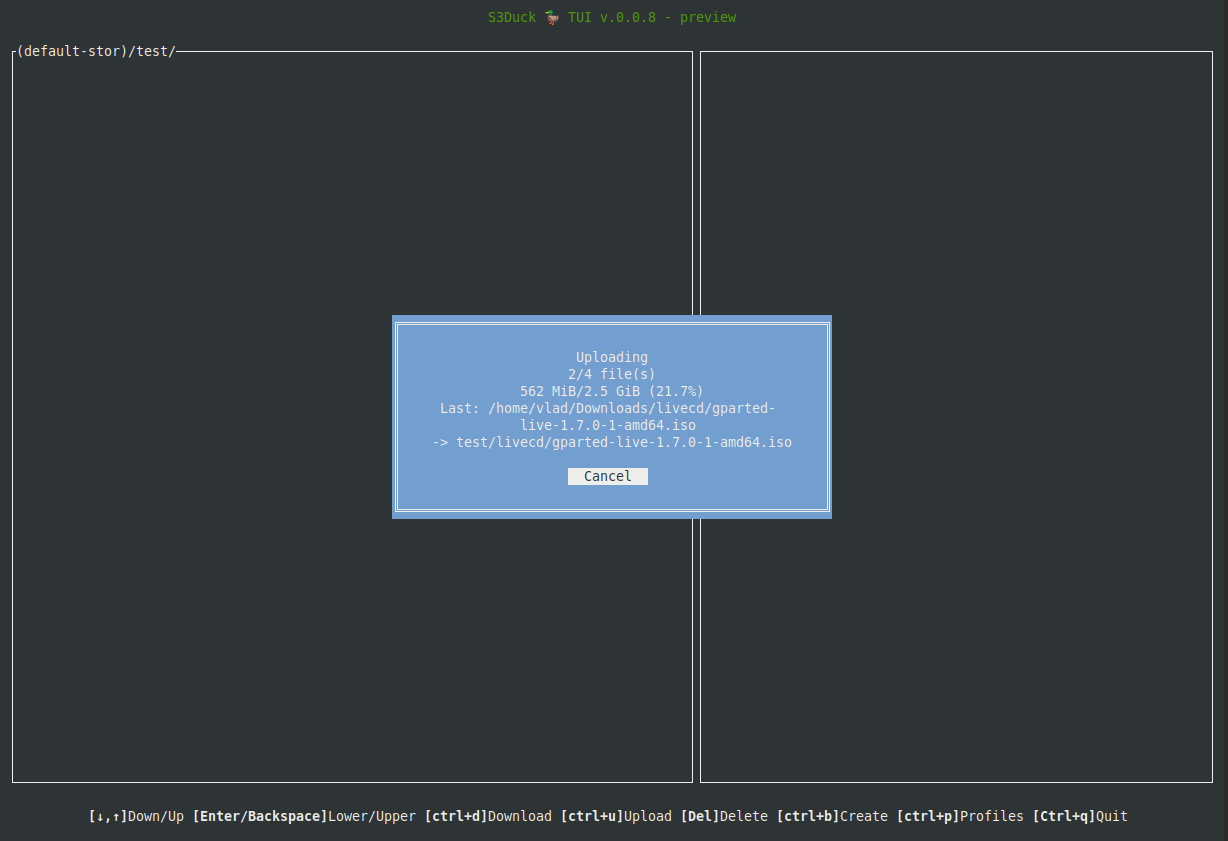 S3Duck 🦆 TUI v.0.0.8 - preview
(default-stor)/test/
Uploading
2/4 file(s)
562 MiB/2.5 GiB (21.7%)
Last: /home/vlad/Downloads/livecd/gparted-
live-1.7.0-1-amd64.iso
-> test/livecd/gparted-live-1.7.0-1-amd64.iso
Cancel
[↓,↑]Down/Up [Enter/Backspace]Lower/Upper [ctrl+d]Download [ctrl+u]Upload [Del]Delete [ctrl+b]Create [ctrl+p]Profiles [Ctrl+q]Quit